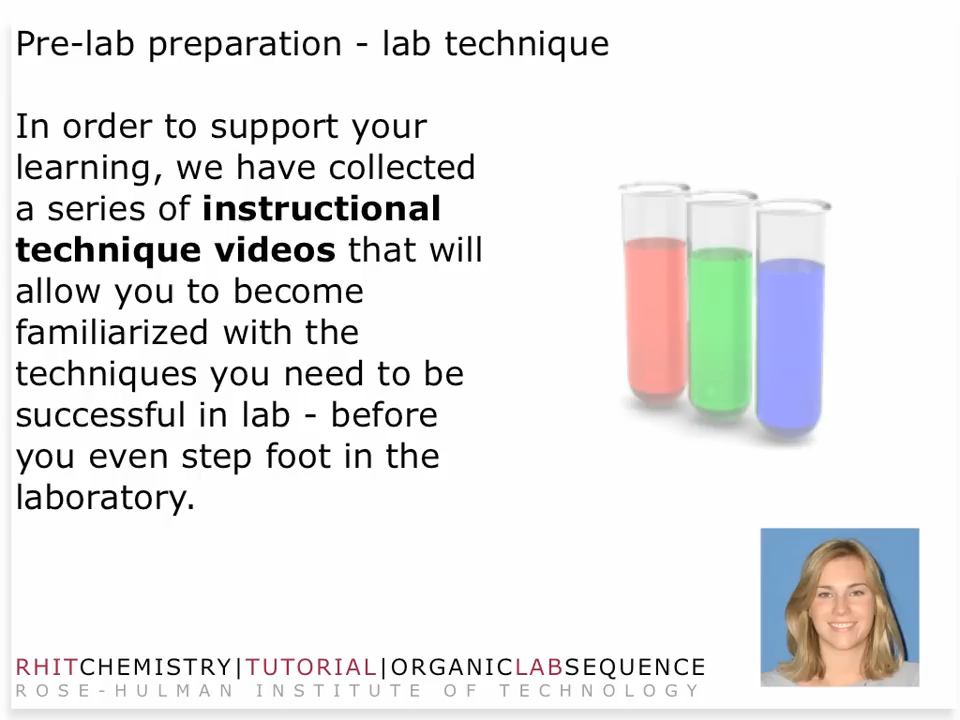 Pre-lab preparation - lab technique
In order to support your
learning, we have collected
a series of instructional
technique videos that will
allow you to become
familiarized with the
techniques you need to be
successful in lab - before
you even step foot in the
laboratory.
RHITCHEMISTRY|TUTORIAL|ORGANICLABSEQUENCE
ROSE-HULMAN INSTITUTE OF TECHNOLOGY